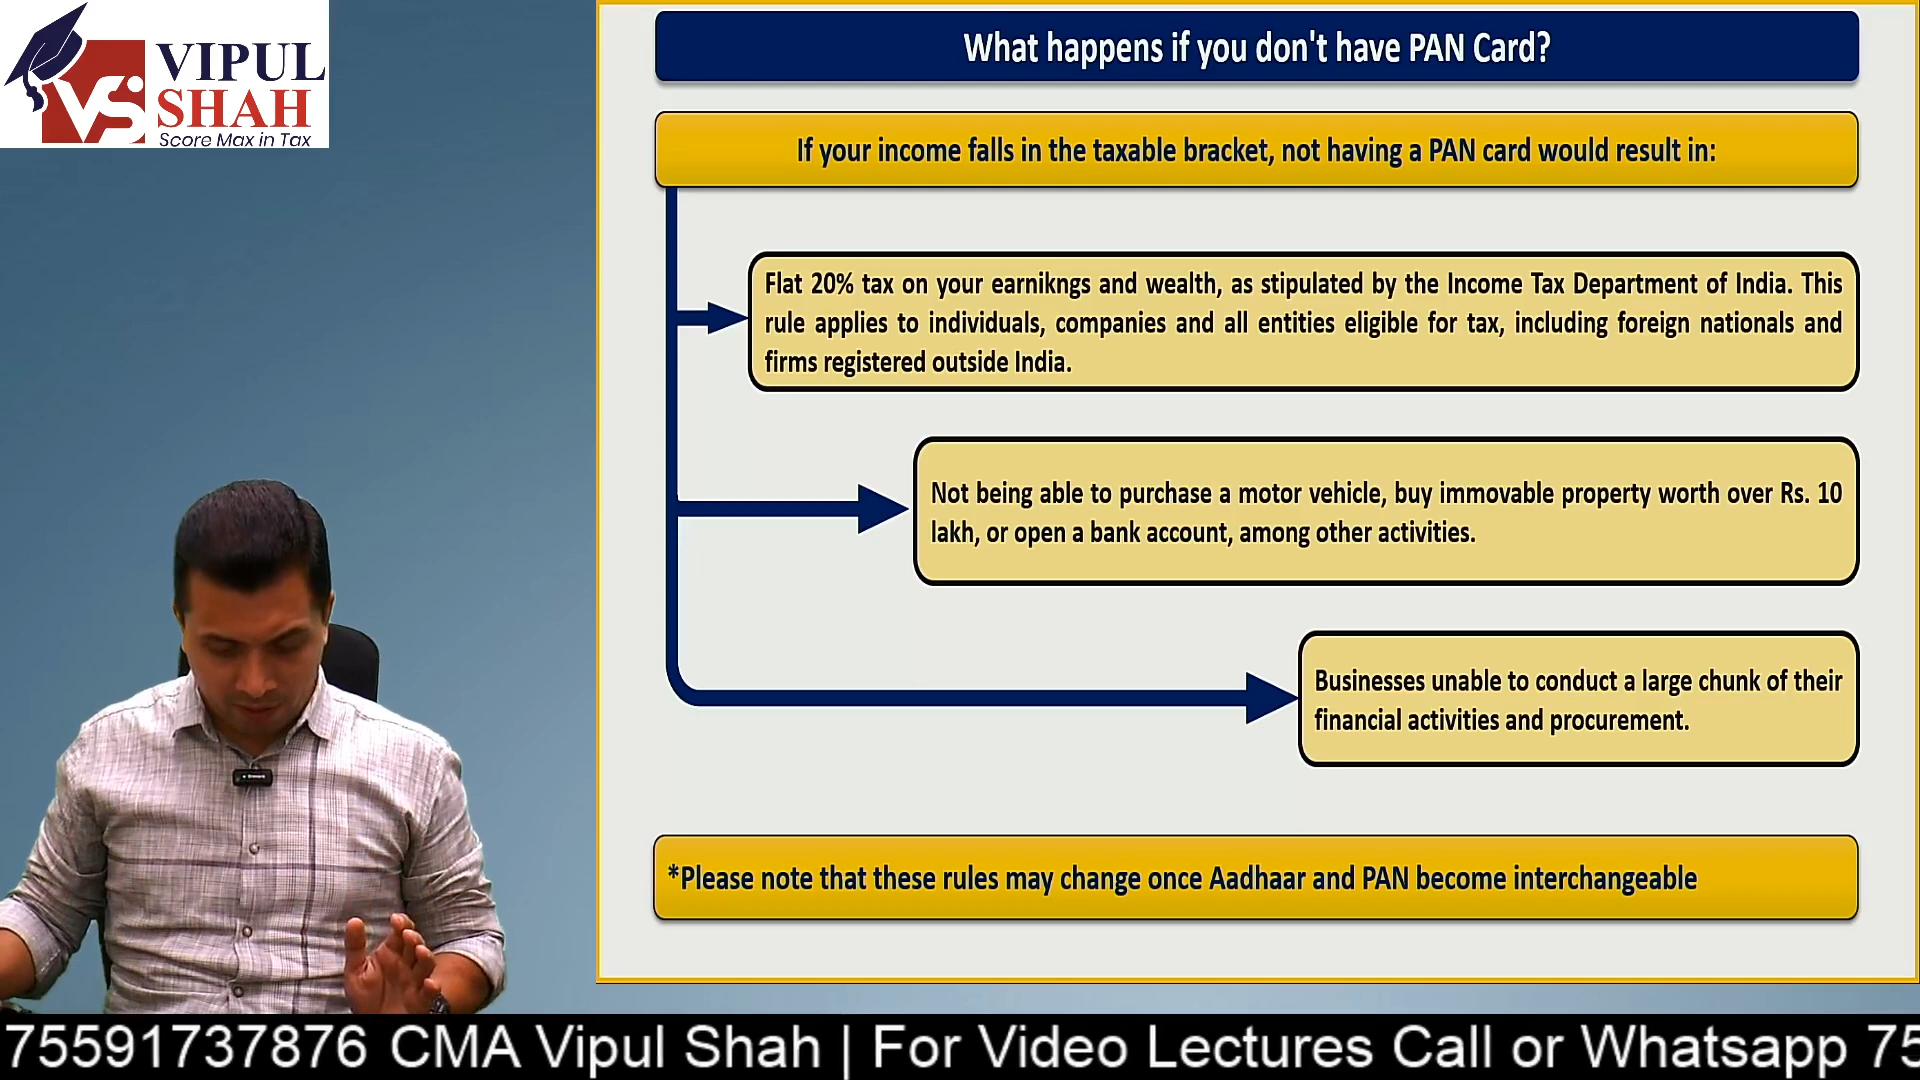 VIPUL
SHAH
Score Max in Tax
What happens if you don't have PAN Card?
If your income falls in the taxable bracket, not having a PAN card would result in:
Flat 20% tax on your earnikngs and wealth, as stipulated by the Income Tax Department of India. This
rule applies to individuals, companies and all entities eligible for tax, including foreign nationals and
firms registered outside India.
Not being able to purchase a motor vehicle, buy immovable property worth over Rs. 10
lakh, or open a bank account, among other activities.
Businesses unable to conduct a large chunk of their
financial activities and procurement.
*Please note that these rules may change once Aadhaar and PAN become interchangeable
75591737876 CMA Vipul Shah | For Video Lectures Call or Whatsapp 75